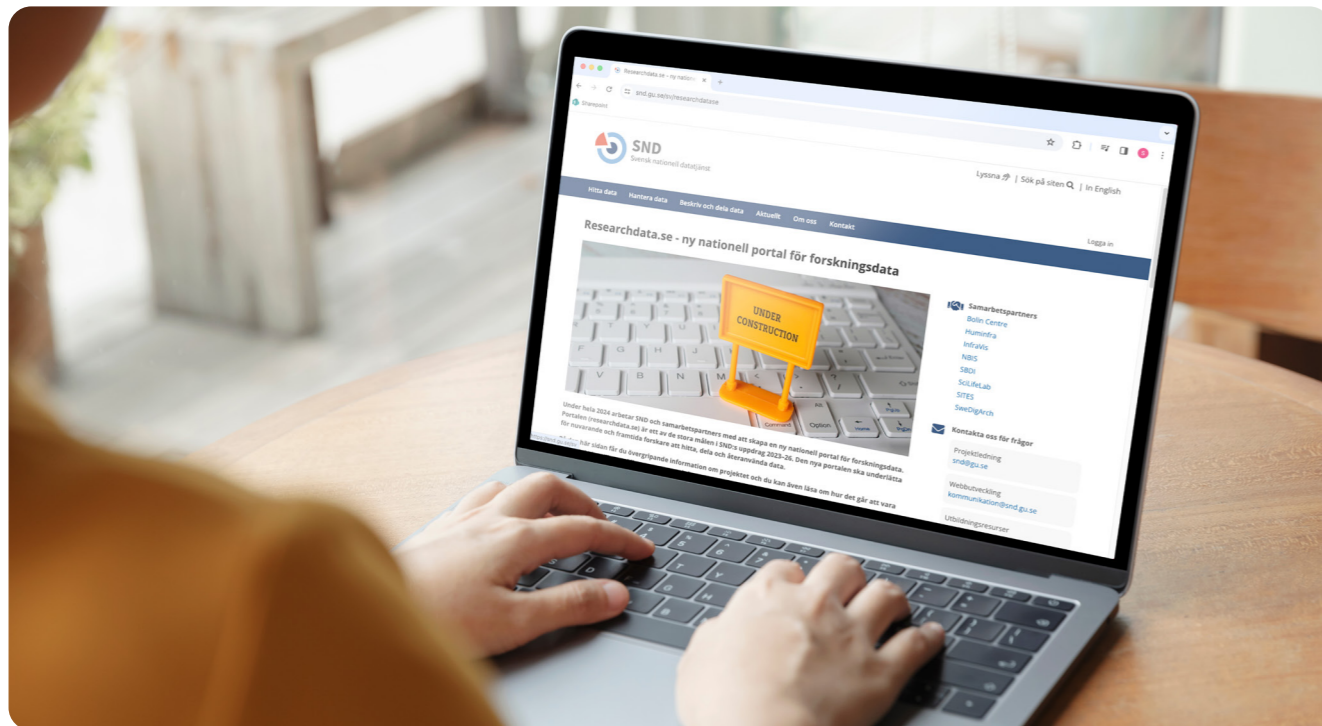 Researchdata.se - ny nationell
snd.gu.se/sv/researchdatase
Sharepoint
SND
Svensk nationell datatjänst
Lyssna | Sök på siten | In English
Logga in
Hitta data Hantera data Beskriv och dela data Aktuellt Om oss Kontakt
Researchdata.se - ny nationell portal för forskningsdata
UNDER
CONSTRUCTION
F G H J
V B N M
Command Option
Under hela 2024 arbetar SND och samarbetspartners med att skapa en ny nationell portal för forskningsdata.
Portalen (researchdata.se) är ett av de stora målen i SND:s uppdrag 2023–26. Den nya portalen ska underlätta
för nuvarande och framtida forskare att hitta, dela och återanvända data.
här sidan får du övergripande information om projektet och du kan även läsa om hur det går att vara
Samarbetspartners
Bolin Centre
Huminfra
InfraVis
NBIS
SBDI
SciLifeLab
SITES
SweDigArch
Kontakta oss för frågor
Projektledning
snd@gu.se
Webbutveckling
kommunikation@snd.gu.se
Utbildningsresurser